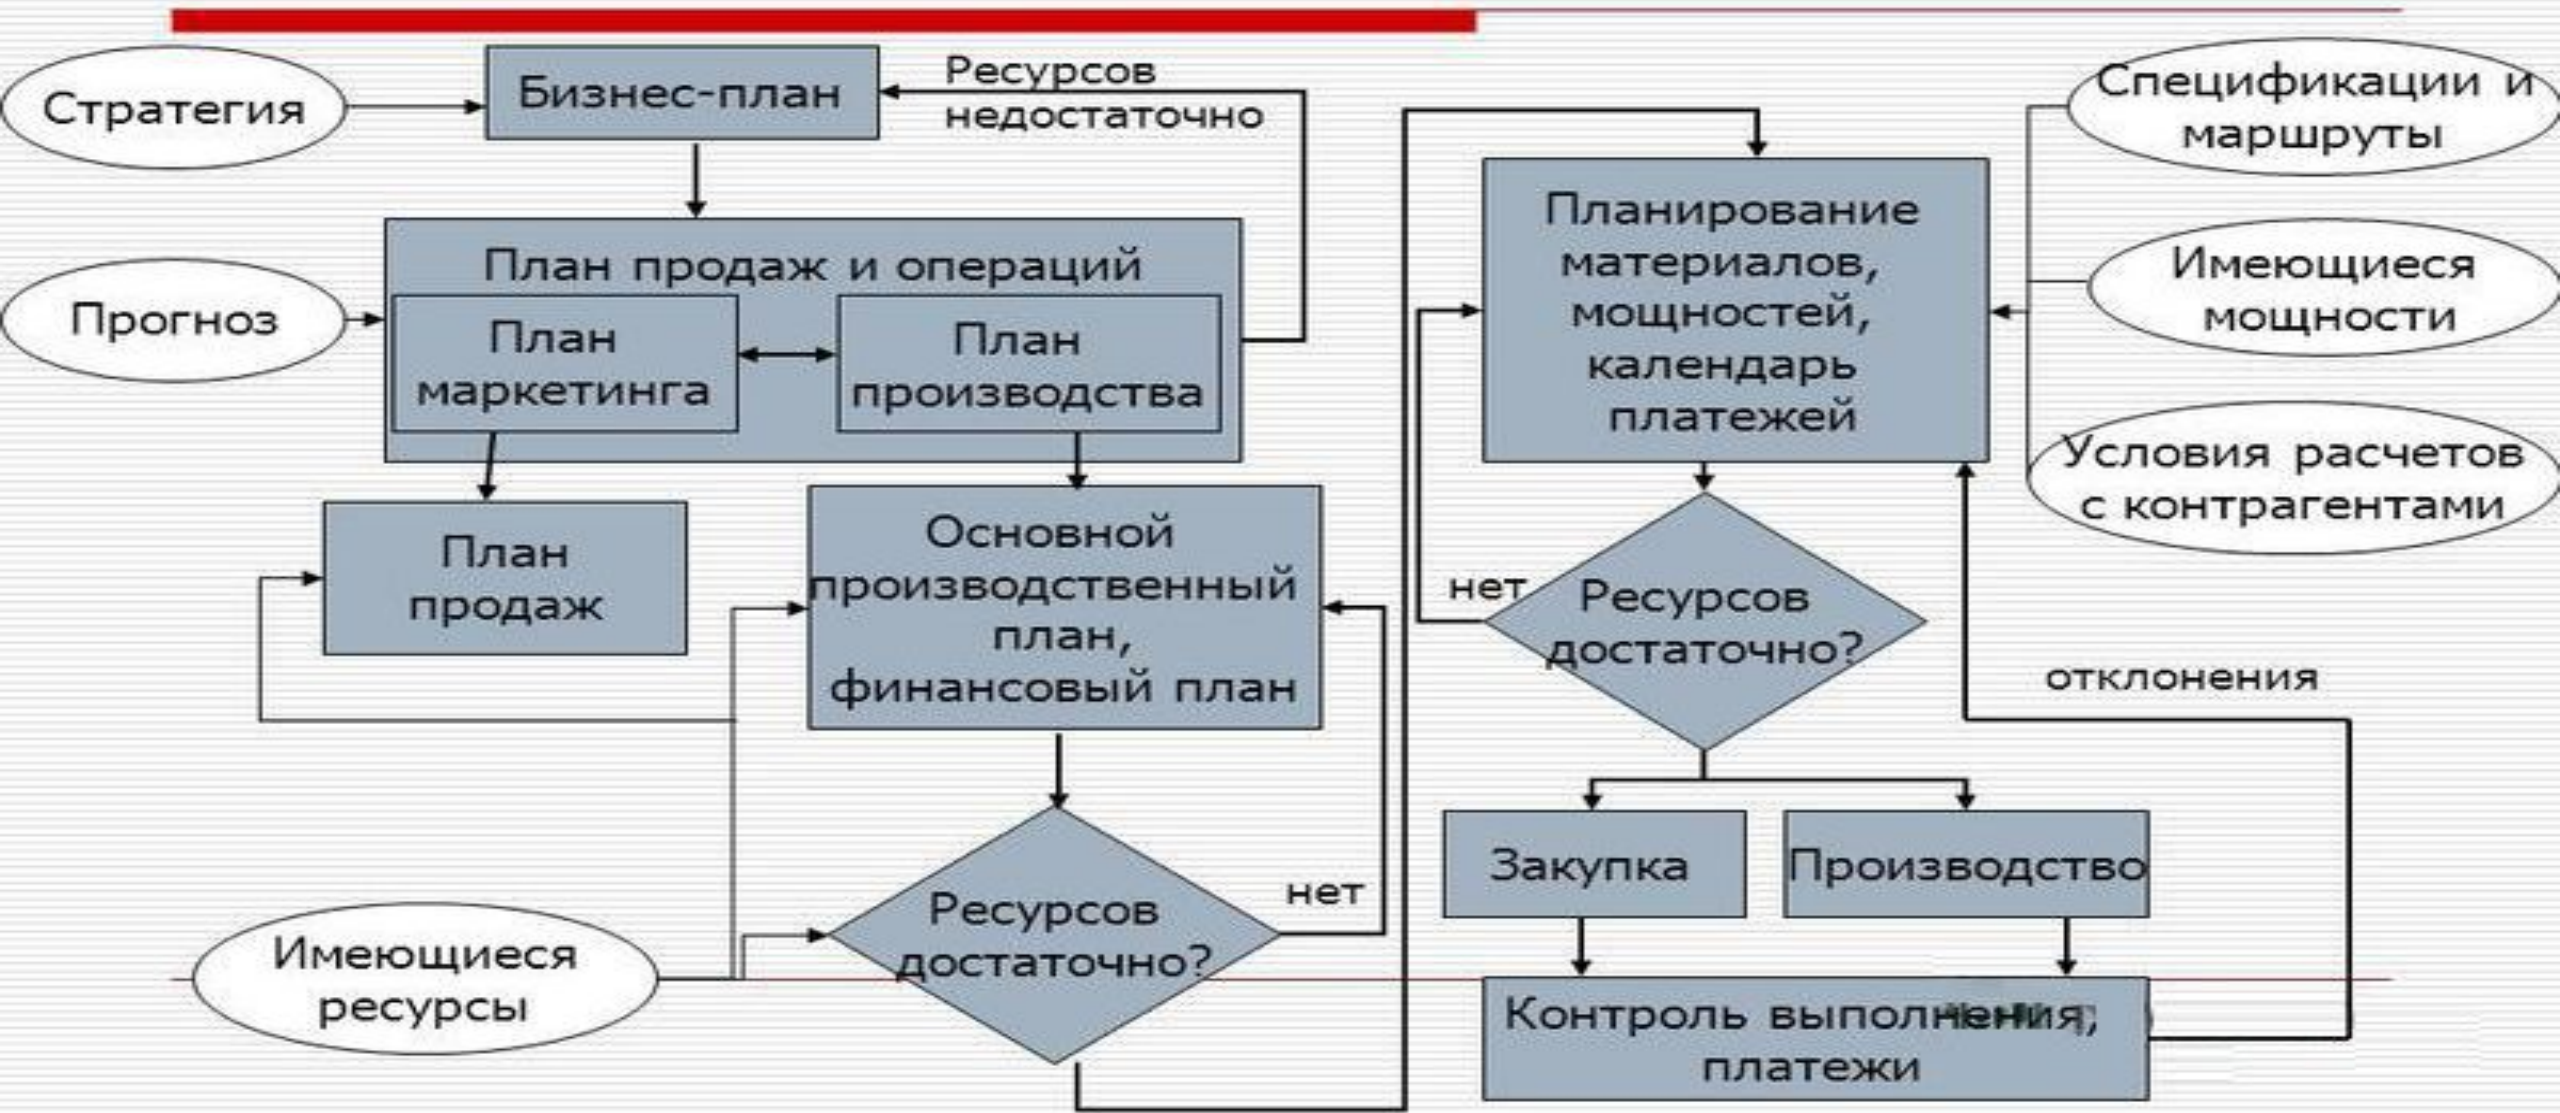 Стратегия
Бизнес-план
Ресурсов
недостаточно
Прогноз
План продаж и операций
План
маркетинга
План
производства
План
продаж
Основной
производственный
план,
финансовый план
Имеющиеся
ресурсы
Ресурсов
достаточно?
нет
Планирование
материалов,
мощностей,
календарь
платежей
Спецификации и
маршруты
Имеющиеся
мощности
Условия расчетов
с контрагентами
нет
Ресурсов
достаточно?
отклонения
Закупка
Производство
Контроль выполнения,
платежи